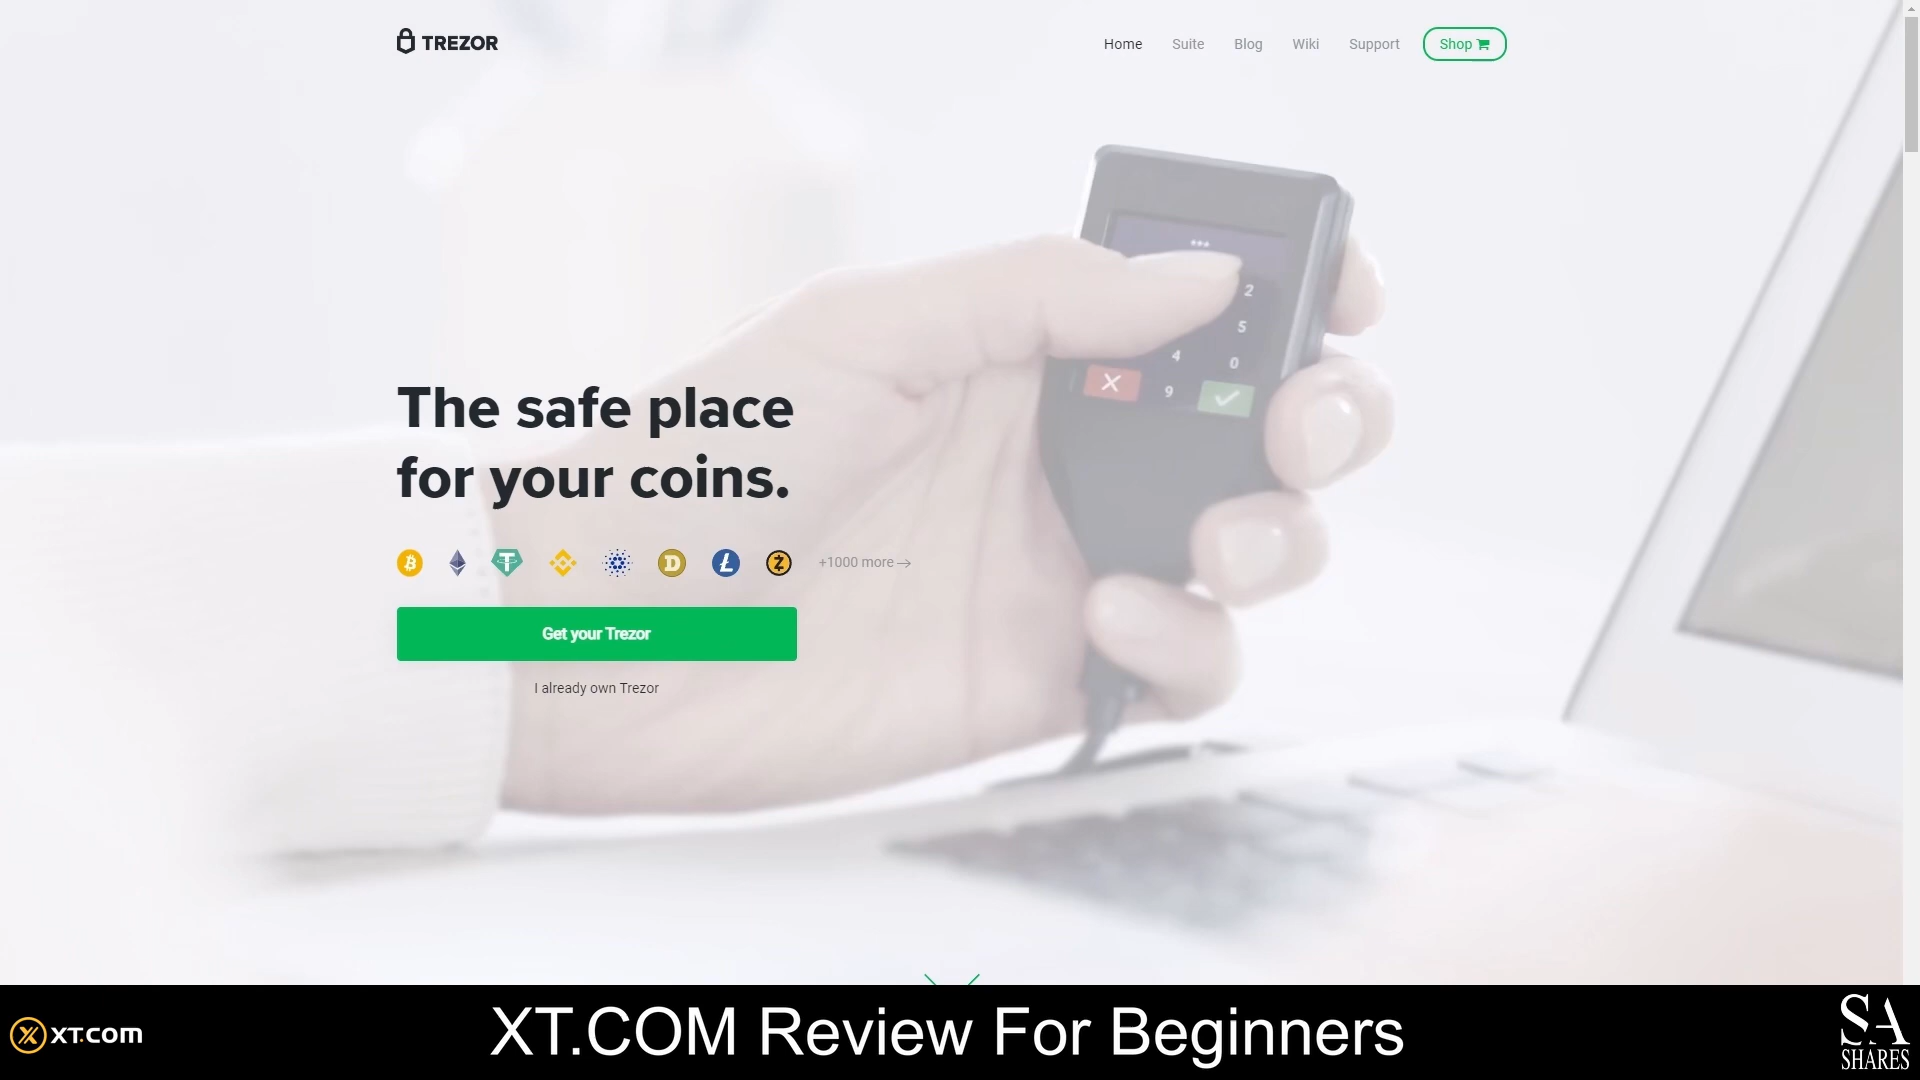 TREZOR
Home Suite Blog Wiki Support Shop
***
2
5
4 0
9
The safe place
for your coins.
+1000 more
Get your Trezor
I already own Trezor
XT.com
XT.COM Review For Beginners
SA
SHARES